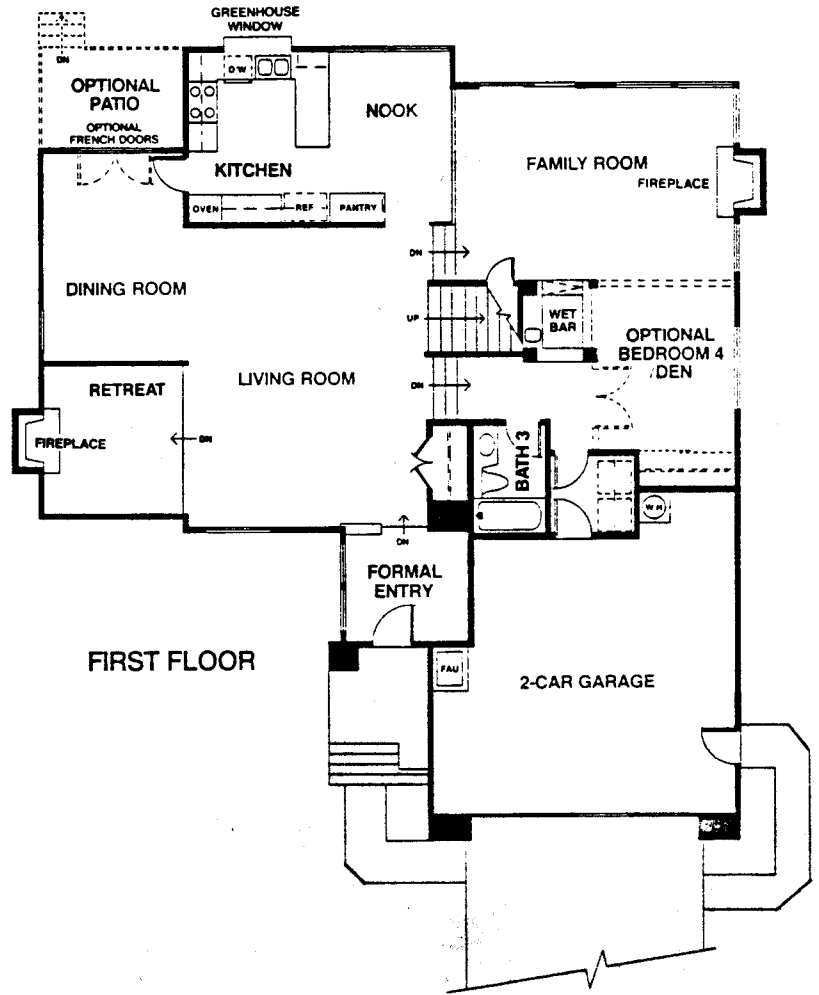 GREENHOUSE
WINDOW
DN
OPTIONAL
PATIO
OPTIONAL
FRENCH DOORS
DW
NOOK
KITCHEN
OVEN
REF
PANTRY
FAMILY ROOM
FIREPLACE
DN
DINING ROOM
UP
WET
BAR
OPTIONAL
BEDROOM 4
DEN
LIVING ROOM
DN
RETREAT
FIREPLACE
DN
BATH 3
WH
DN
FORMAL
ENTRY
FIRST FLOOR
FAU
2-CAR GARAGE